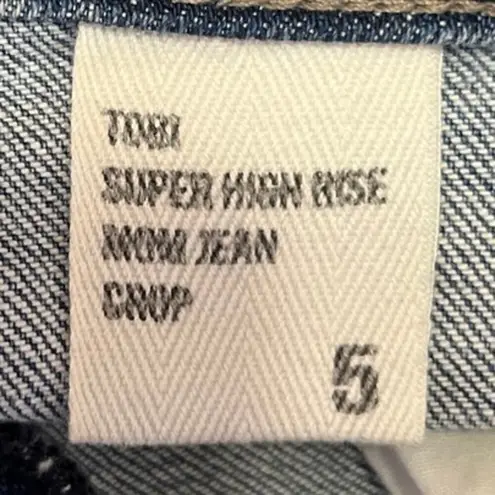 TOBI
SUPER HIGH RISE
MOM JEAN
CROP
5